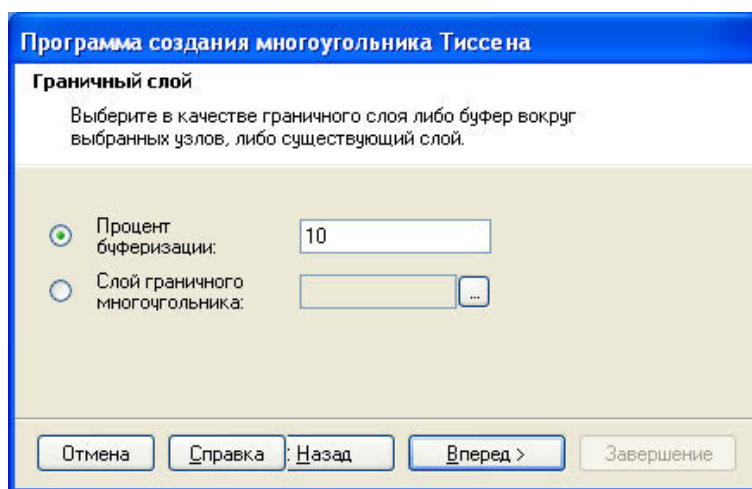 Программа создания многоугольника Тиссена
Граничный слой
Выберите в качестве граничного слоя либо буфер вокруг
выбранных узлов, либо существующий слой.
Процент
буферизации:
10
Слой граничного
многоугольника:
...
Отмена
Справка
: Назад
Вперед >
Завершение